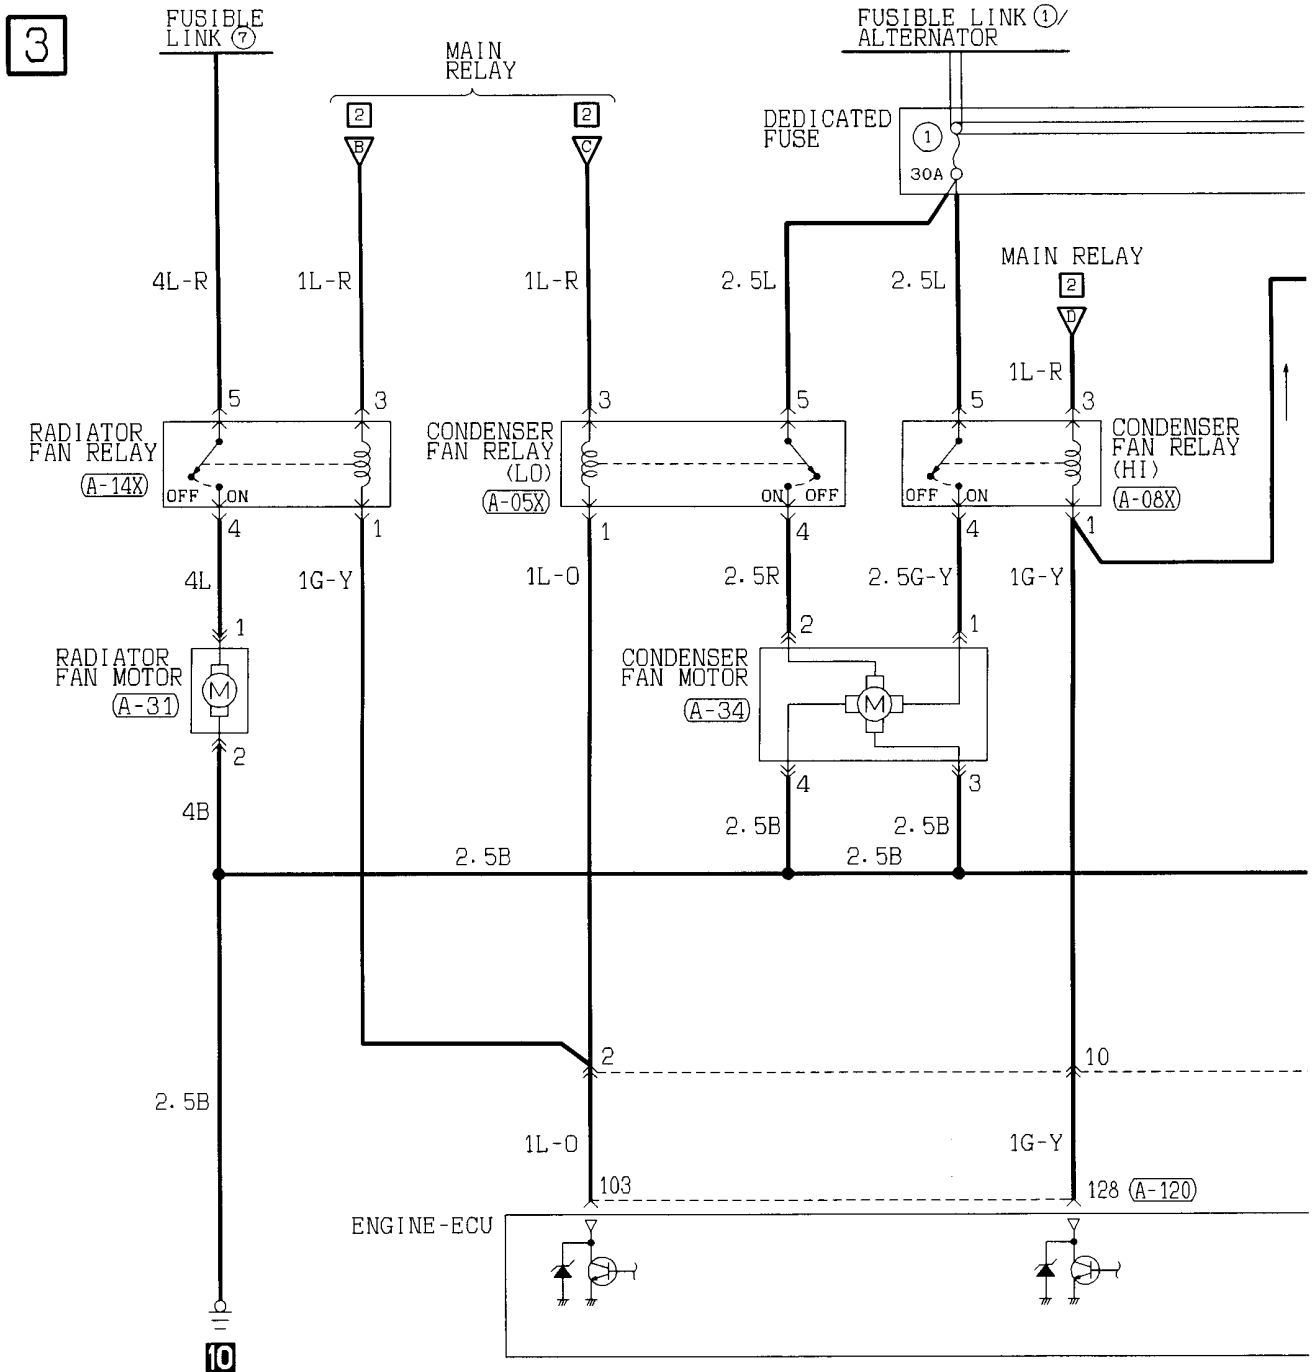 3
FUSIBLE
LINK ⑦
MAIN
RELAY
FUSIBLE LINK ①/
ALTERNATOR
2
B
2
C
DEDICATED
FUSE
①
30A
MAIN RELAY
2
D
4L-R
1L-R
1L-R
2.5L
2.5L
1L-R
5
3
3
5
5
3
RADIATOR
FAN RELAY
A-14X
OFF
ON
CONDENSER
FAN RELAY
(LO)
A-05X
ON
OFF
OFF
ON
CONDENSER
FAN RELAY
(HI)
A-08X
4
1
1
4
4
1
4L
1G-Y
1L-O
2.5R
2.5G-Y
1G-Y
1
2
1
RADIATOR
FAN MOTOR
A-31
M
CONDENSER
FAN MOTOR
A-34
M
2
4
3
4B
2.5B
2.5B
2.5B
2.5B
2
10
2.5B
1L-O
1G-Y
103
128
A-120
ENGINE-ECU
10